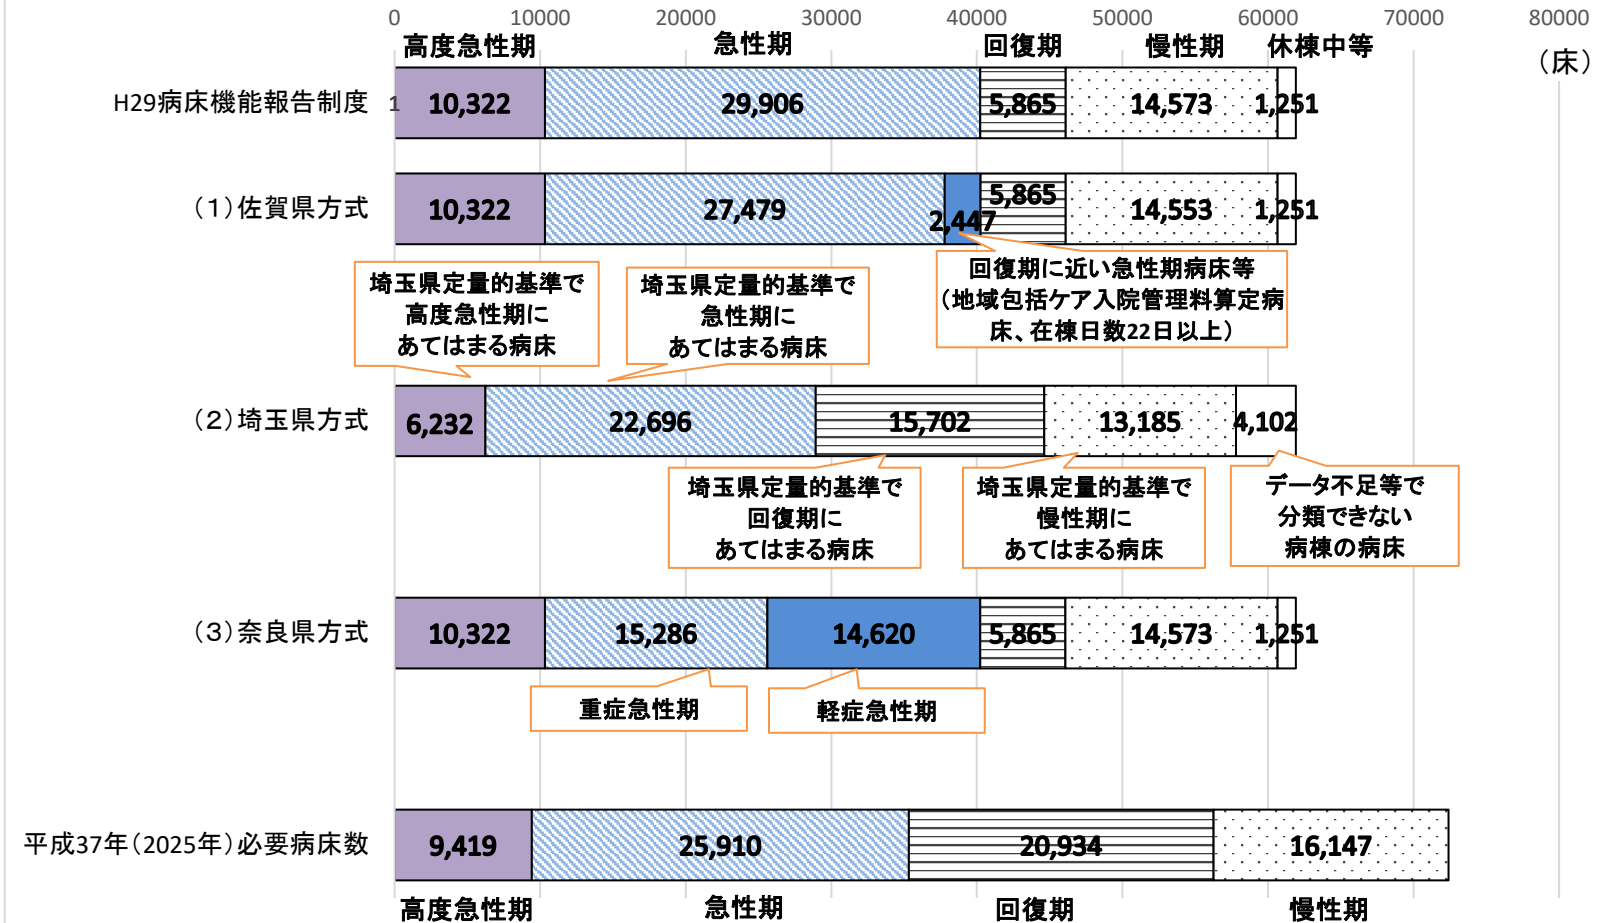 0 10000 20000 30000 40000 50000 60000 70000 80000
高度急性期 急性期 回復期 慢性期 休棟中等
（床）
H29病床機能報告制度 1 10,322 29,906 5,865 14,573 1,251
（1）佐賀県方式 10,322 27,479 2,447 5,865 14,553 1,251
埼玉県定量的基準で
高度急性期に
あてはまる病床
埼玉県定量的基準で
急性期に
あてはまる病床
回復期に近い急性期病床等
（地域包括ケア入院管理料算定病
床、在棟日数22日以上）
（2）埼玉県方式 6,232 22,696 15,702 13,185 4,102
埼玉県定量的基準で
回復期に
あてはまる病床
埼玉県定量的基準で
慢性期に
あてはまる病床
データ不足等で
分類できない
病棟の病床
（3）奈良県方式 10,322 15,286 14,620 5,865 14,573 1,251
重症急性期
軽症急性期
平成37年（2025年）必要病床数 9,419 25,910 20,934 16,147
高度急性期 急性期 回復期 慢性期